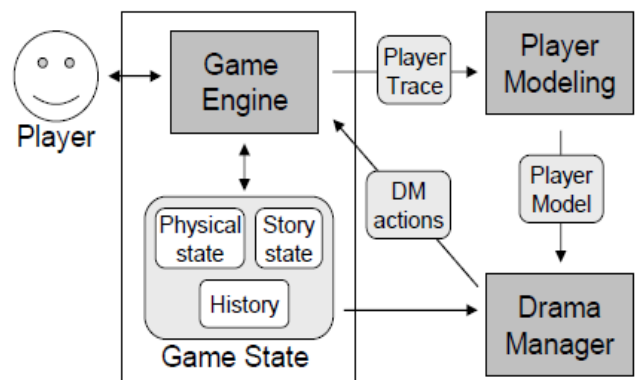 Player
Game
Engine
Player
Trace
Player
Modeling
Player
Model
DM
actions
Physical
state
Story
state
History
Game State
Drama
Manager